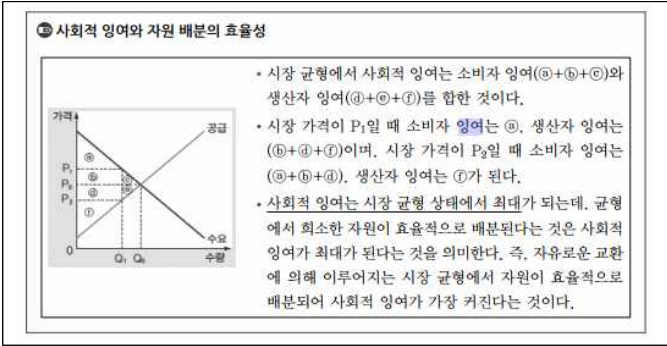 사회적 잉여와 자원 배분의 효율성
• 시장 균형에서 사회적 잉여는 소비자 잉여(ⓐ+ⓑ+ⓒ)와
생산자 잉여(ⓓ+ⓔ+ⓕ)를 합한 것이다.
• 시장 가격이 P₁일 때 소비자 잉여는 ⓐ, 생산자 잉여는
(ⓑ+ⓓ+ⓕ)이며, 시장 가격이 P₂일 때 소비자 잉여는
(ⓐ+ⓑ+ⓓ), 생산자 잉여는 ⓕ가 된다.
• 사회적 잉여는 시장 균형 상태에서 최대가 되는데, 균형
에서 희소한 자원이 효율적으로 배분된다는 것은 사회적
잉여가 최대가 된다는 것을 의미한다. 즉, 자유로운 교환
에 의해 이루어지는 시장 균형에서 자원이 효율적으로
배분되어 사회적 잉여가 가장 커진다는 것이다.
가격
공급
ⓐ
P₁
ⓑ ⓒ
P₀
ⓓ ⓔ
P₂
ⓕ
수요
0 Q₁ Q₀ 수량